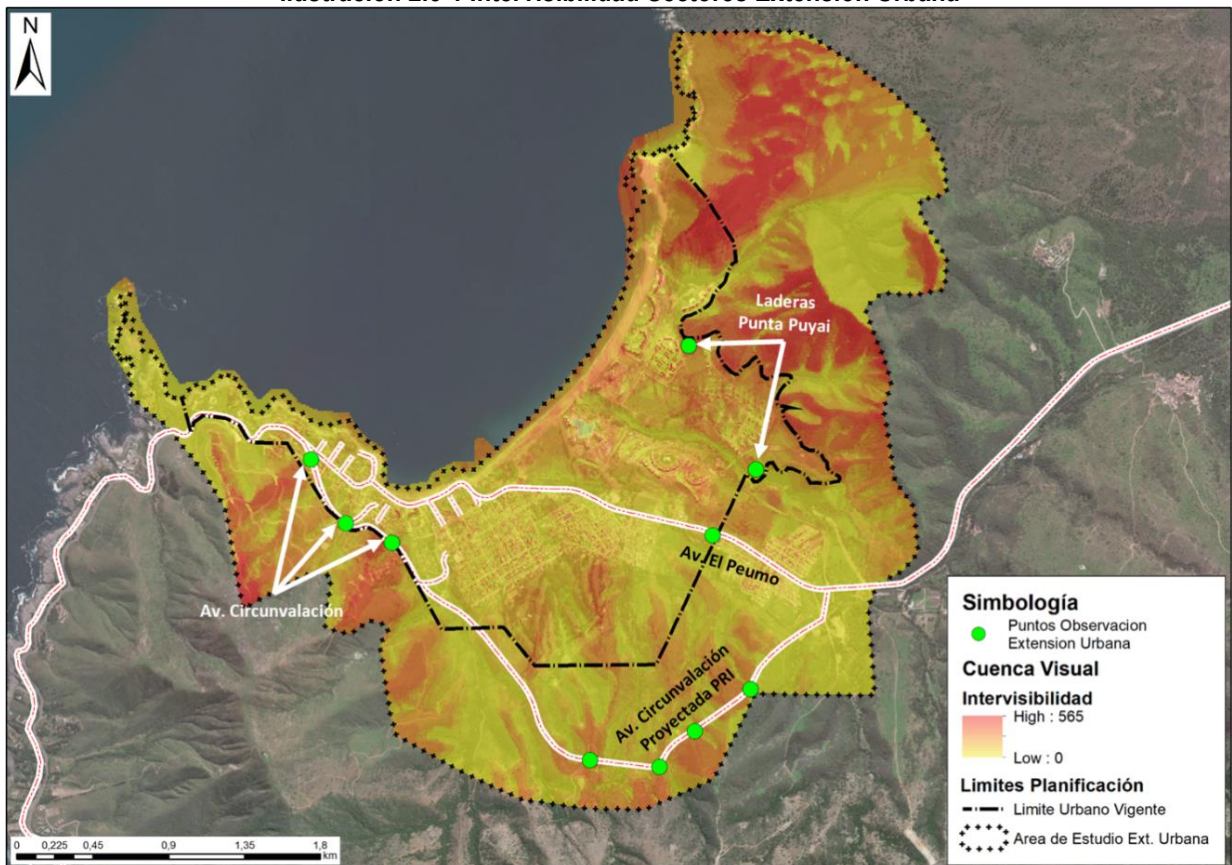 N
Laderas
Punta Puyai
Av. El Peumo
Av. Circunvalación
Av. Circunvalación
Proyectada PRI
Simbología
Puntos Observación
Extension Urbana
Cuenca Visual
Intervisibilidad
High : 565
Low : 0
Limites Planificación
Limite Urbano Vigente
Area de Estudio Ext. Urbana
0 0,225 0,45 0,9 1,35 1,8
km